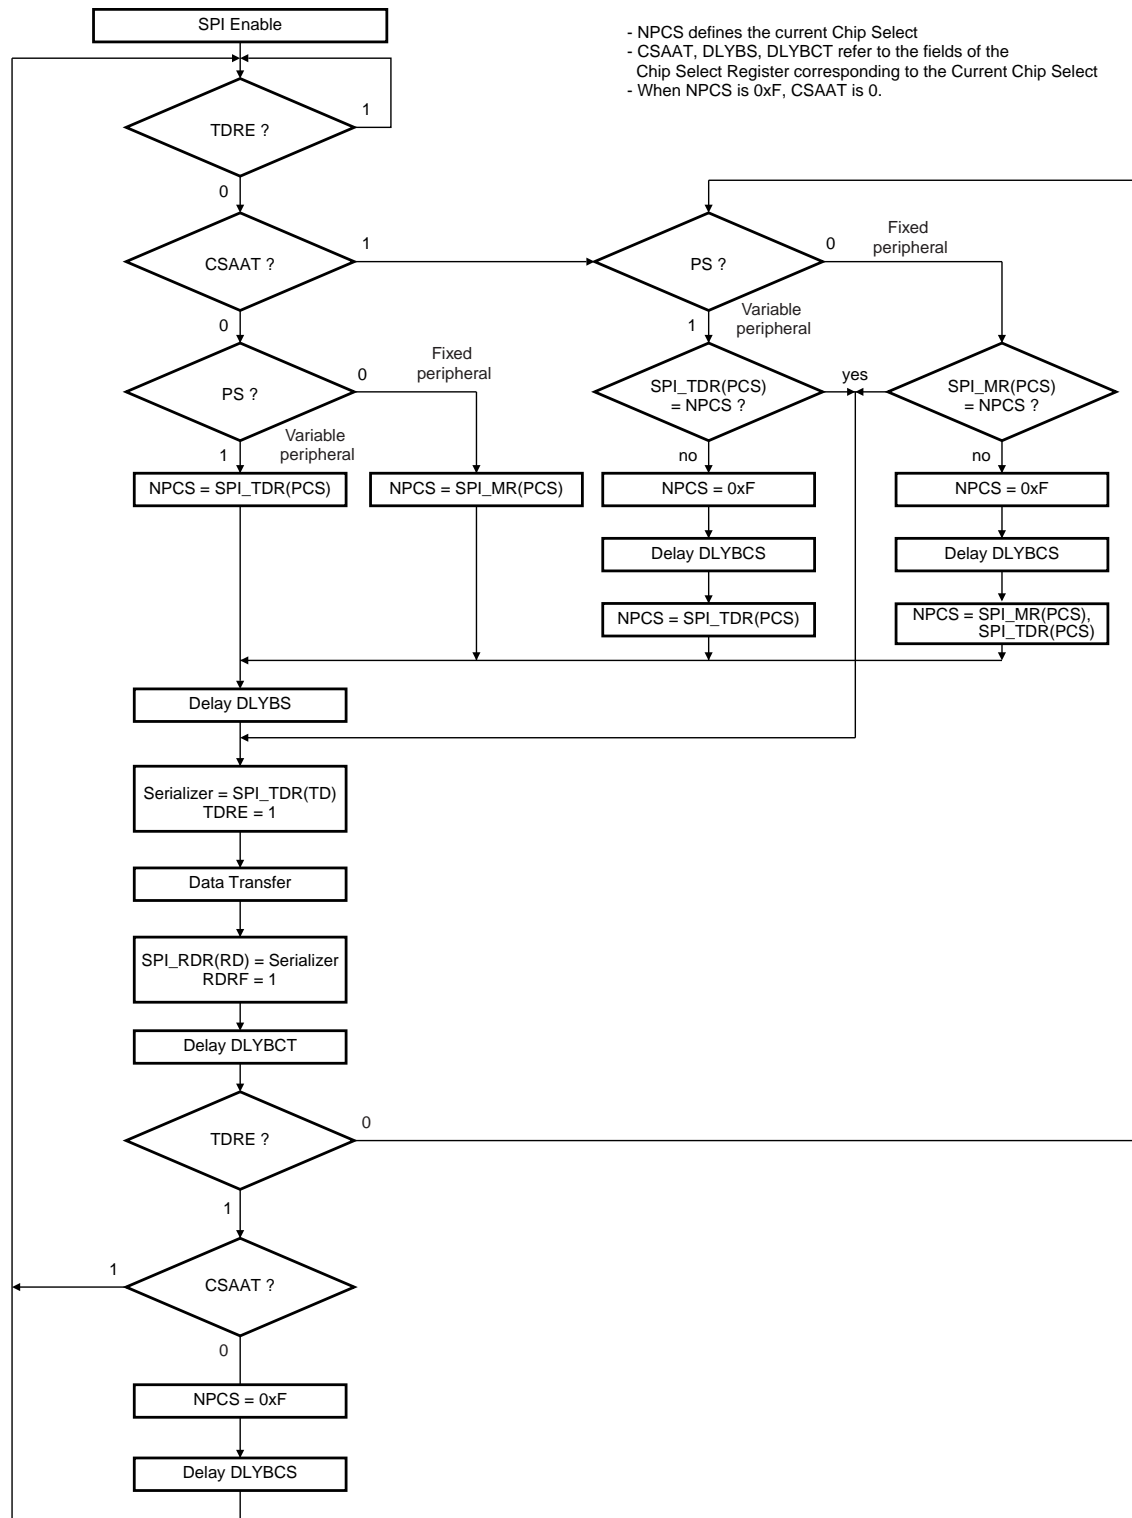 SPI Enable
- NPCS defines the current Chip Select
- CSAAT, DLYBS, DLYBCT refer to the fields of the
Chip Select Register corresponding to the Current Chip Select
- When NPCS is 0xF, CSAAT is 0.
TDRE ?
1
0
CSAAT ?
1
0
PS ?
0
Fixed
peripheral
1
Variable
peripheral
PS ?
0
Fixed
peripheral
1
Variable
peripheral
SPI_TDR(PCS)
= NPCS ?
yes
SPI_MR(PCS)
= NPCS ?
no
no
NPCS = SPI_TDR(PCS)
NPCS = SPI_MR(PCS)
NPCS = 0xF
NPCS = 0xF
Delay DLYBCS
Delay DLYBCS
NPCS = SPI_TDR(PCS)
NPCS = SPI_MR(PCS),
SPI_TDR(PCS)
Delay DLYBS
Serializer = SPI_TDR(TD)
TDRE = 1
Data Transfer
SPI_RDR(RD) = Serializer
RDRF = 1
Delay DLYBCT
TDRE ?
0
1
CSAAT ?
1
0
NPCS = 0xF
Delay DLYBCS